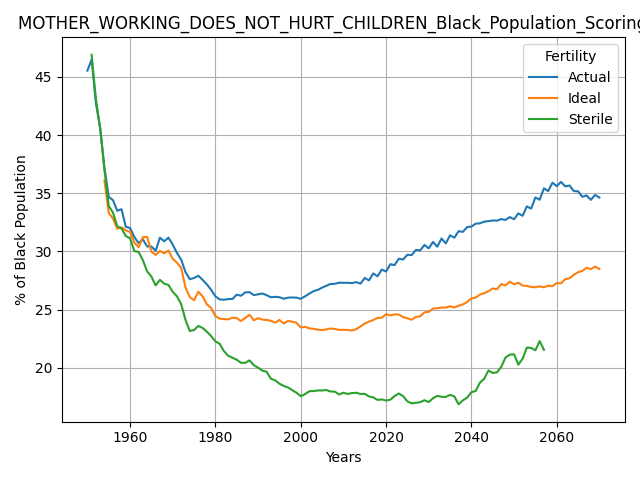 MOTHER_WORKING_DOES_NOT_HURT_CHILDREN_Black_Population_Scoring
Fertility
Actual
Ideal
Sterile
% of Black Population
45
40
35
30
25
20
1960
1980
2000
2020
2040
2060
Years